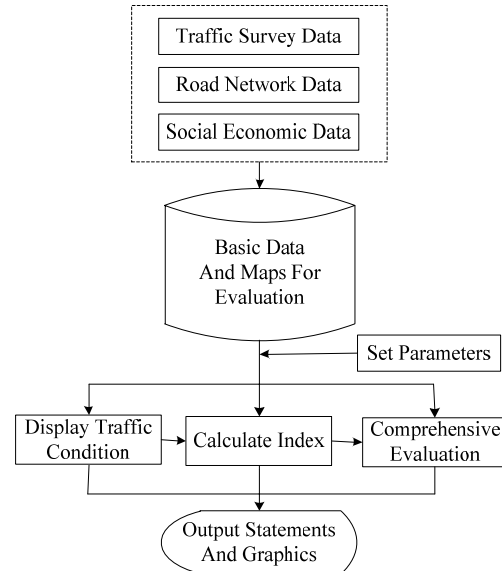 Traffic Survey Data
Road Network Data
Social Economic Data
Basic Data
And Maps For
Evaluation
Set Parameters
Display Traffic
Condition
Calculate Index
Comprehensive
Evaluation
Output Statements
And Graphics